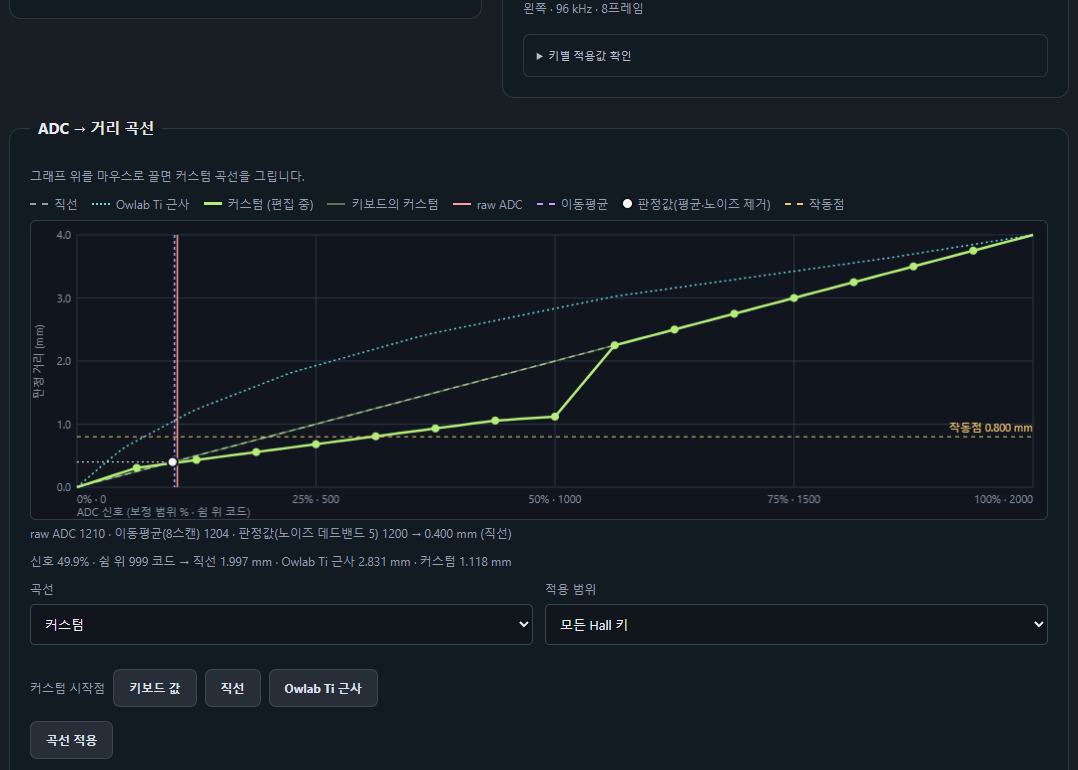 왼쪽 · 96 kHz · 8프레임
▶ 키별 적용값 확인
ADC → 거리 곡선
그래프 위를 마우스로 끌면 커스텀 곡선을 그립니다.
직선 Owlab Ti 근사 커스텀 (편집 중) 키보드의 커스텀 raw ADC 이동평균 판정값(평균·노이즈 제거) 작동점
4.0
3.0
2.0
1.0
0.0
판정 거리 (mm)
작동점 0.800 mm
0% · 0 25% · 500 50% · 1000 75% · 1500 100% · 2000
ADC 신호 (보정 범위 % · 쉼 위 코드)
raw ADC 1210 · 이동평균(8스캔) 1204 · 판정값(노이즈 데드밴드 5) 1200 → 0.400 mm (직선)
신호 49.9% · 쉼 위 999 코드 → 직선 1.997 mm · Owlab Ti 근사 2.831 mm · 커스텀 1.118 mm
곡선 적용 범위
커스텀 모든 Hall 키
커스텀 시작점 키보드 값 직선 Owlab Ti 근사
곡선 적용